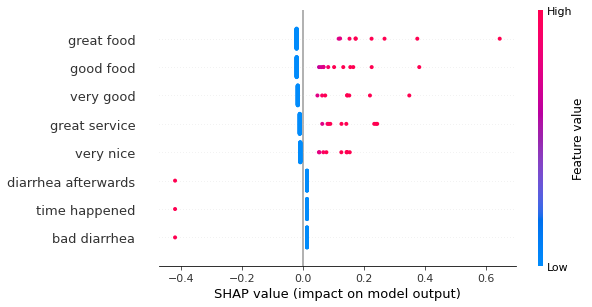 High
great food
good food
very good
great service
very nice
diarrhea afterwards
time happened
bad diarrhea
Feature value
Low
−0.4 −0.2 0.0 0.2 0.4 0.6
SHAP value (impact on model output)